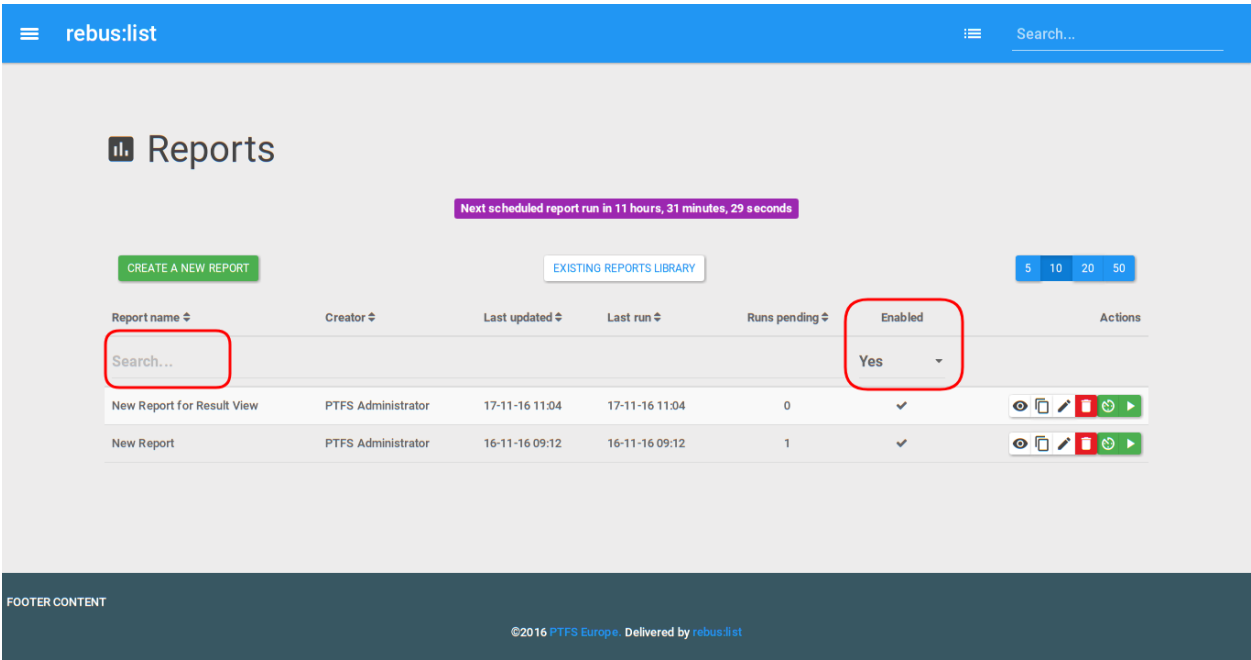 rebus:list Search...
Reports
Next scheduled report run in 11 hours, 31 minutes, 29 seconds
CREATE A NEW REPORT EXISTING REPORTS LIBRARY 5 10 20 50
Report name Creator Last updated Last run Runs pending Enabled Actions
Search... Yes
New Report for Result View PTFS Administrator 17-11-16 11:04 17-11-16 11:04 0
New Report PTFS Administrator 16-11-16 09:12 16-11-16 09:12 1
FOOTER CONTENT
©2016 PTFS Europe. Delivered by rebus:list